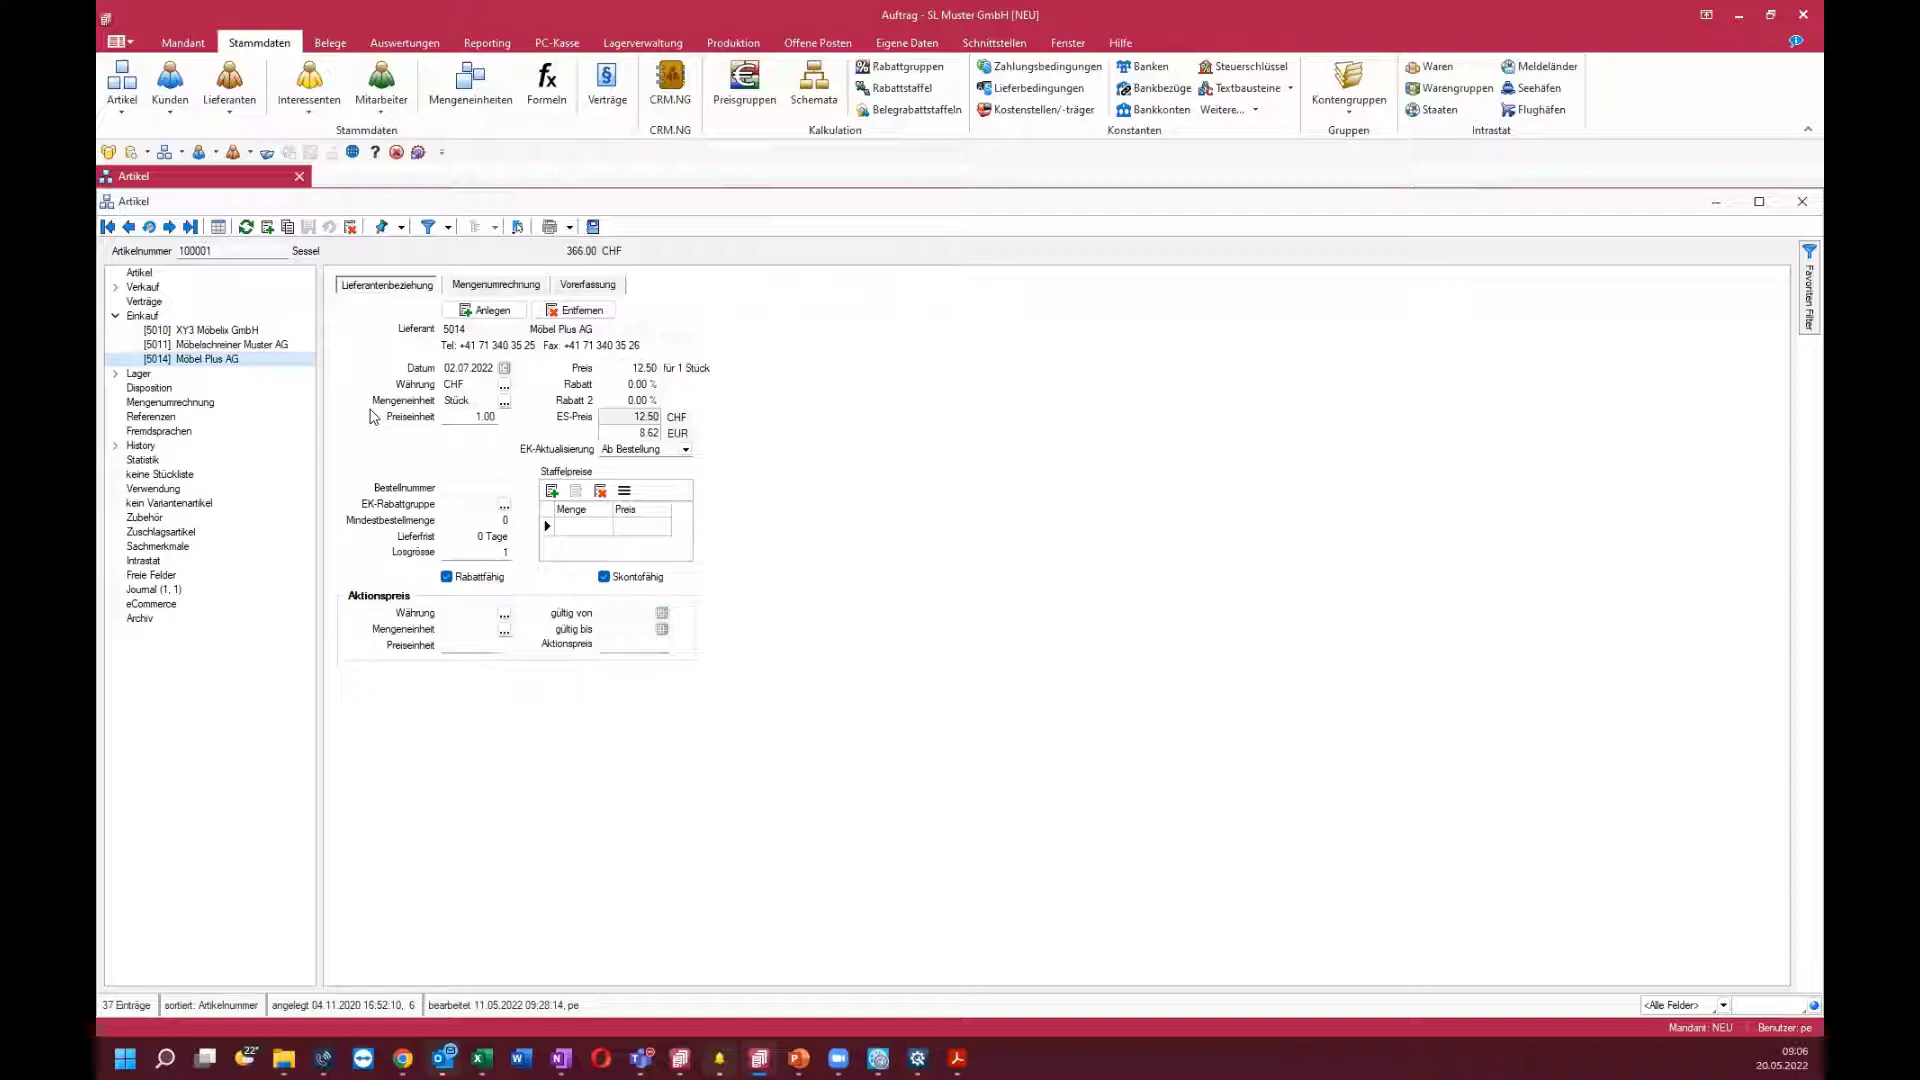 Auftrag - SL Muster GmbH [NEU]
Mandant Stammdaten Belege Auswertungen Reporting PC-Kasse Lagerverwaltung Produktion Offene Posten Eigene Daten Schnittstellen Fenster Hilfe
Artikel Kunden Lieferanten Interessenten Mitarbeiter Mengeneinheiten Formeln Verträge CRM.NG Preisgruppen Schemata
Rabattgruppen Zahlungsbedingungen Banken Steuerschlüssel Kontengruppen Waren Meldeländer
Rabattstaffel Lieferbedingungen Bankbezüge Textbausteine Warengruppen Seehäfen
Belegrabattstaffeln Kostenstellen/-träger Bankkonten Weitere... Staaten Flughäfen
Stammdaten CRM.NG Kalkulation Konstanten Gruppen Intrastat
Artikel
Artikel
Artikelnummer 100001 Sessel 366.00 CHF
Favoriten Filter
Artikel
Verkauf
Verträge
Einkauf
[5010] XY3 Möbelix GmbH
[5011] Möbelschreiner Muster AG
[5014] Möbel Plus AG
Lager
Disposition
Mengenumrechnung
Referenzen
Fremdsprachen
History
Statistik
keine Stückliste
Verwendung
kein Variantenartikel
Zubehör
Zuschlagsartikel
Sachmerkmale
Intrastat
Freie Felder
Journal (1, 1)
eCommerce
Archiv
Lieferantenbeziehung Mengenumrechnung Vorerfassung
Anlegen Entfernen
Lieferant 5014 Möbel Plus AG
Tel: +41 71 340 35 25 Fax: +41 71 340 35 26
Datum 02.07.2022 Preis 12.50 für 1 Stück
Währung CHF ... Rabatt 0.00 %
Mengeneinheit Stück ... Rabatt 2 0.00 %
Preiseinheit 1.00 ES-Preis 12.50 CHF
8.62 EUR
EK-Aktualisierung Ab Bestellung
Staffelpreise
Bestellnummer
EK-Rabattgruppe ...
Mindestbestellmenge 0
Lieferfrist 0 Tage
Losgrösse 1
Menge Preis
Rabattfähig Skontofähig
Aktionspreis
Währung ... gültig von
Mengeneinheit ... gültig bis
Preiseinheit Aktionspreis
37 Einträge sortiert: Artikelnummer angelegt 04.11.2020 16:52:10, 6 bearbeitet 11.05.2022 09:28:14, pe <Alle Felder>
Mandant: NEU Benutzer: pe
22°
09:06
20.05.2022